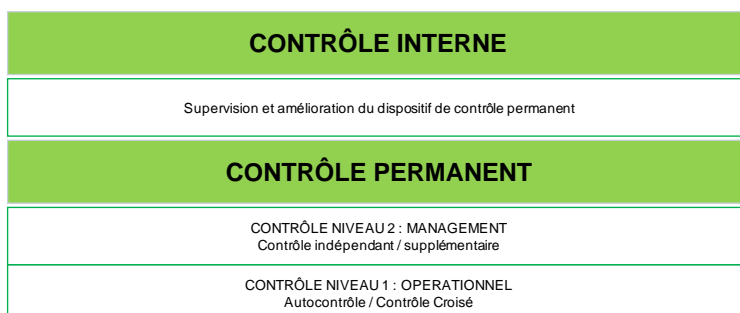 CONTRÔLE INTERNE
Supervision et amélioration du dispositif de contrôle permanent
CONTRÔLE PERMANENT
CONTRÔLE NIVEAU 2 : MANAGEMENT
Contrôle indépendant / supplémentaire
CONTRÔLE NIVEAU 1 : OPERATIONNEL
Autocontrôle / Contrôle Croisé